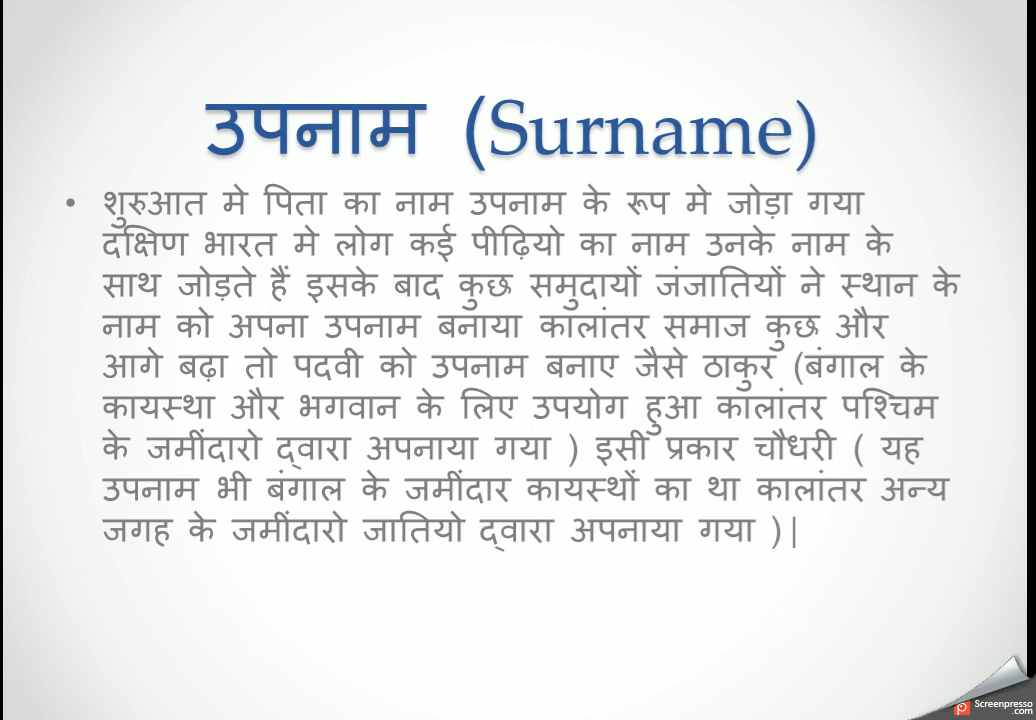 उपनाम (Surname)
• शुरुआत मे पिता का नाम उपनाम के रूप मे जोड़ा गया
दक्षिण भारत मे लोग कई पीढ़ियो का नाम उनके नाम के
साथ जोड़ते हैं इसके बाद कुछ समुदायों जंजातियों ने स्थान के
नाम को अपना उपनाम बनाया कालांतर समाज कुछ और
आगे बढ़ा तो पदवी को उपनाम बनाए जैसे ठाकुर (बंगाल के
कायस्था और भगवान के लिए उपयोग हुआ कालांतर पश्चिम
के जमींदारो द्वारा अपनाया गया ) इसी प्रकार चौधरी ( यह
उपनाम भी बंगाल के जमींदार कायस्थों का था कालांतर अन्य
जगह के जमींदारो जातियो द्वारा अपनाया गया )|
Screenpresso
.com